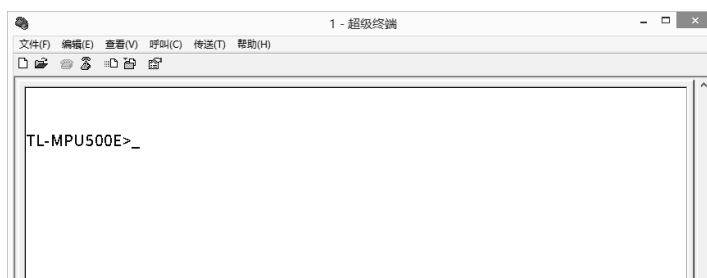 1 - 超级终端
文件(F) 编辑(E) 查看(V) 呼叫(C) 传送(T) 帮助(H)
TL-MPU500E>_